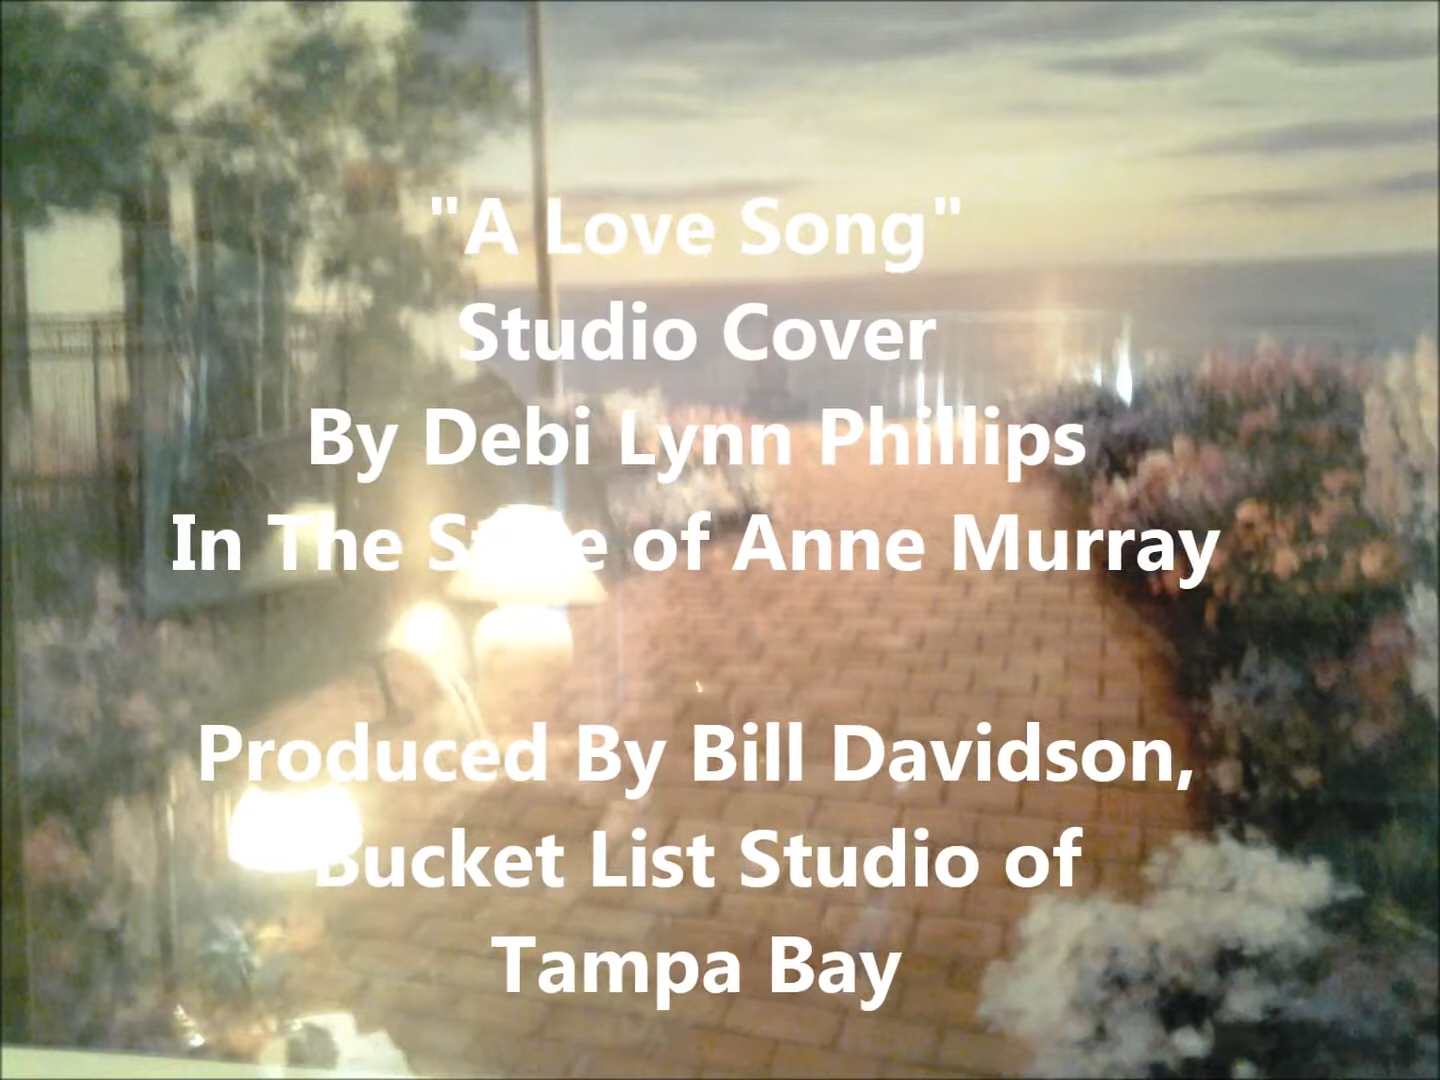 "A Love Song"
Studio Cover
By Debi Lynn Phillips
In The Style of Anne Murray
Produced By Bill Davidson,
Bucket List Studio of
Tampa Bay